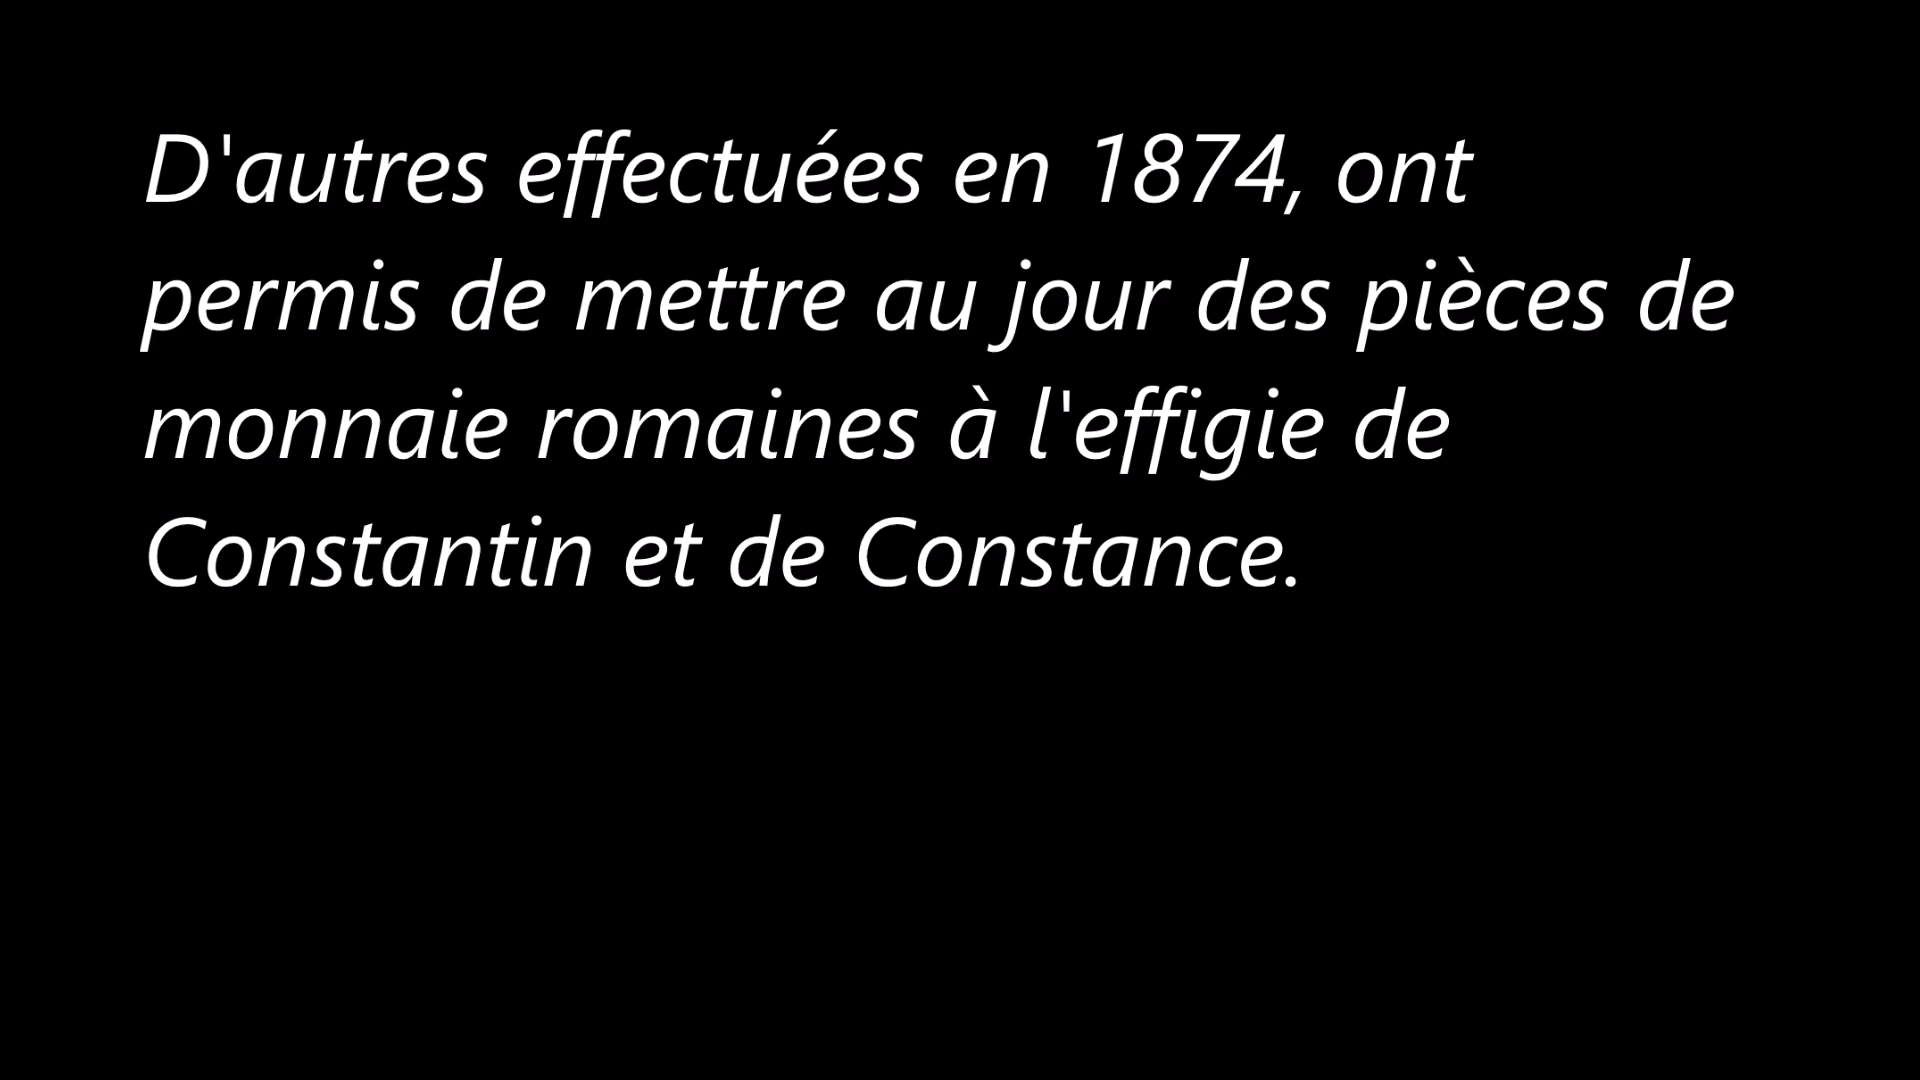 D'autres effectuées en 1874, ont
permis de mettre au jour des pièces de
monnaie romaines à l'effigie de
Constantin et de Constance.